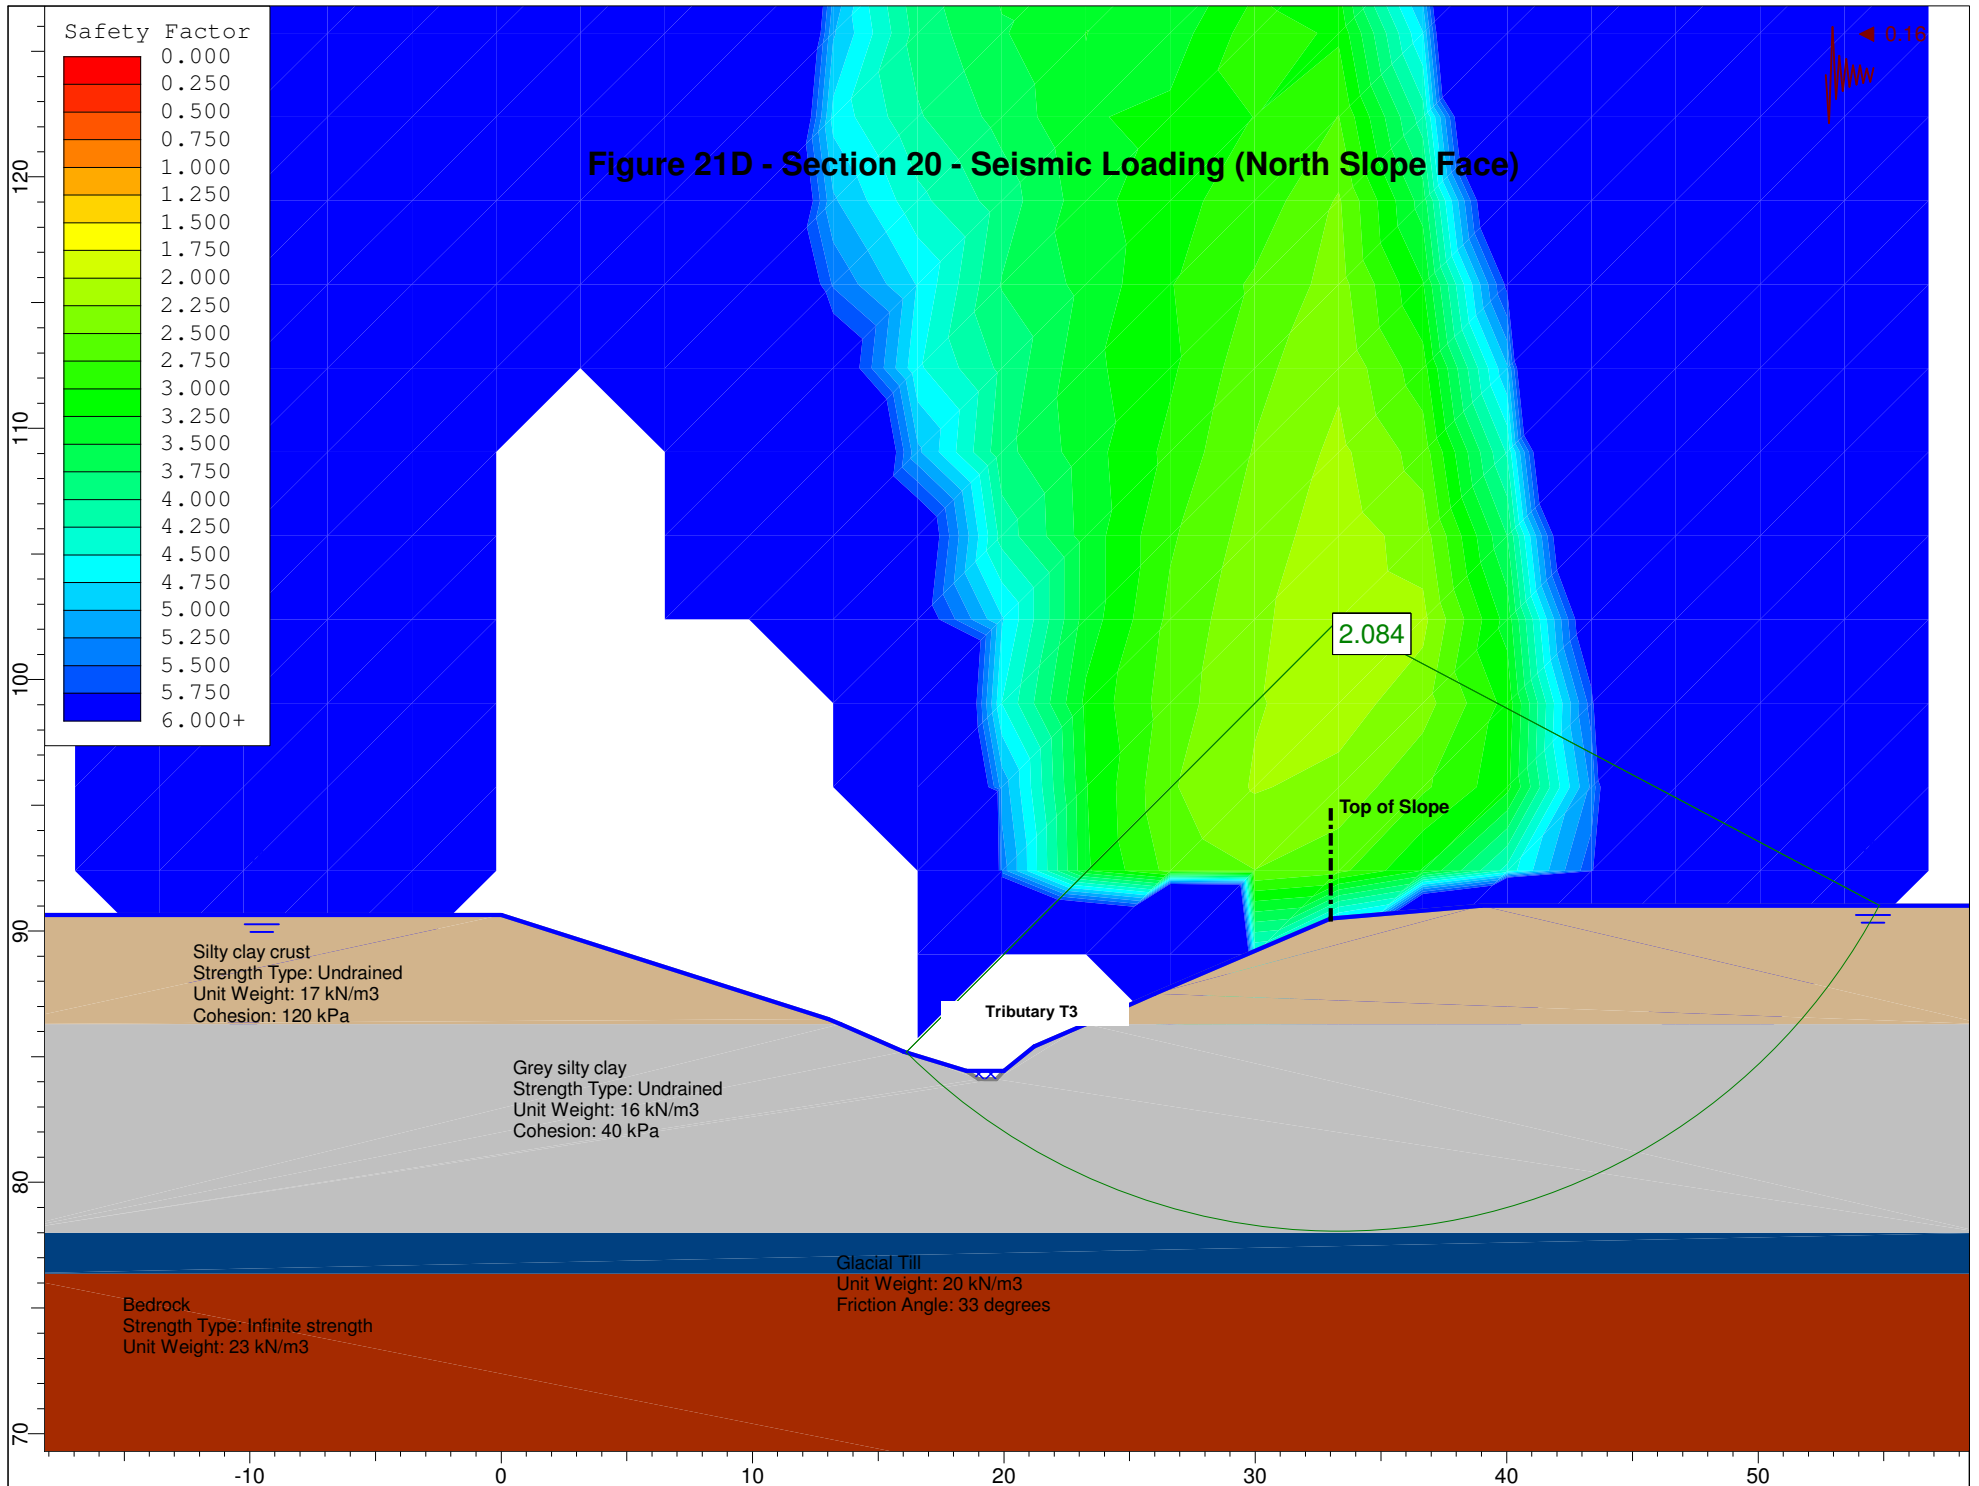 Safety Factor
0.000
0.250
0.500
0.750
1.000
1.250
1.500
1.750
2.000
2.250
2.500
2.750
3.000
3.250
3.500
3.750
4.000
4.250
4.500
4.750
5.000
5.250
5.500
5.750
6.000+
0.16
Figure 21D - Section 20 - Seismic Loading (North Slope Face)
2.084
Top of Slope
Tributary T3
Silty clay crust
Strength Type: Undrained
Unit Weight: 17 kN/m3
Cohesion: 120 kPa
Grey silty clay
Strength Type: Undrained
Unit Weight: 16 kN/m3
Cohesion: 40 kPa
Glacial Till
Unit Weight: 20 kN/m3
Friction Angle: 33 degrees
Bedrock
Strength Type: Infinite strength
Unit Weight: 23 kN/m3
120
110
100
90
80
70
-10 0 10 20 30 40 50